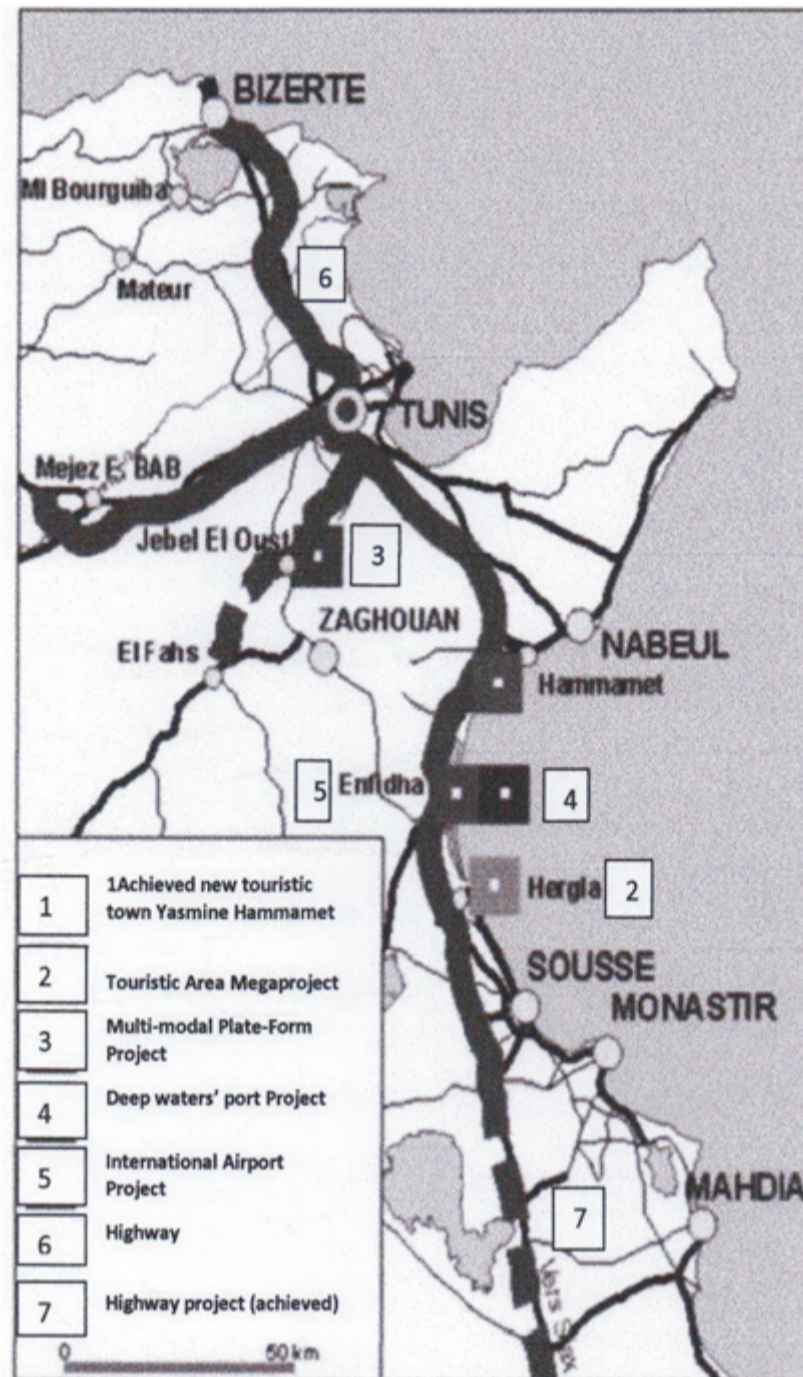 BIZERTE
Ml Bourguiba
6
Mateur
TUNIS
Mejez E BAB
Jebel El Oust
3
ZAGHOUAN
NABEUL
El Fahs
Hammamet
5
Enfidha
4
Hergla
2
SOUSSE
MONASTIR
MAHDIA
7
Vers Sfax
1
1Achieved new touristic
town Yasmine Hammamet
2
Touristic Area Megaproject
3
Multi-modal Plate-Form
Project
4
Deep waters' port Project
5
International Airport
Project
6
Highway
7
Highway project (achieved)
0
50 km